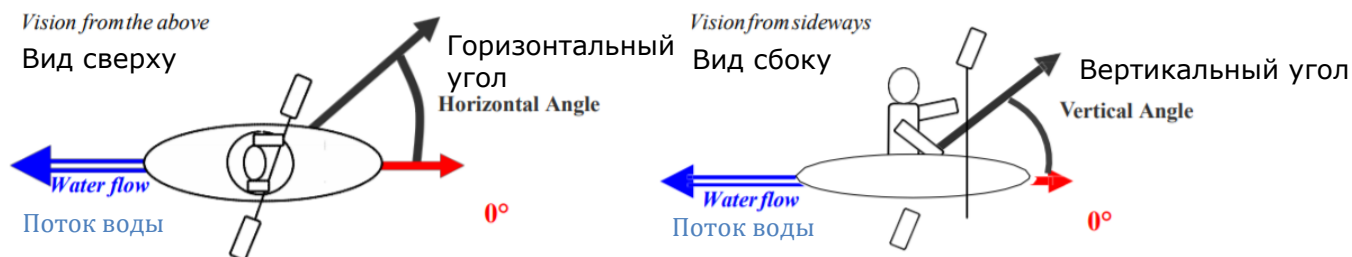 Vision from the above
Вид сверху
Горизонтальный
угол
Horizontal Angle
Water flow
Поток воды
0°
Vision from sideways
Вид сбоку
Вертикальный угол
Vertical Angle
Water flow
Поток воды
0°